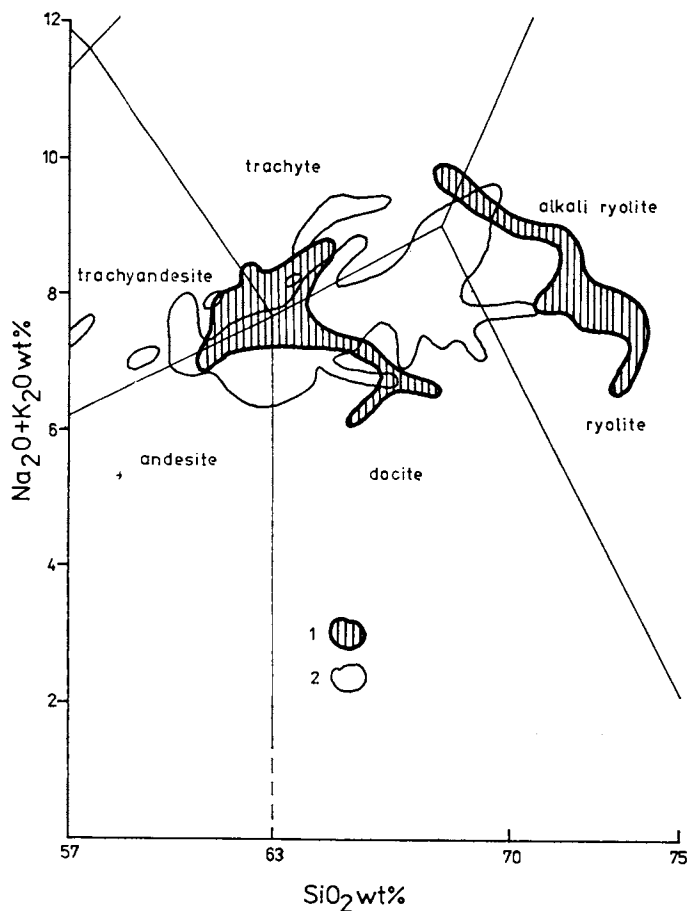 12
10
8
6
4
2
Na2O+K2O wt%
trachyte
alkali ryolite
trachyandesite
ryolite
andesite
dacite
1
2
57
63
70
75
SiO2 wt%